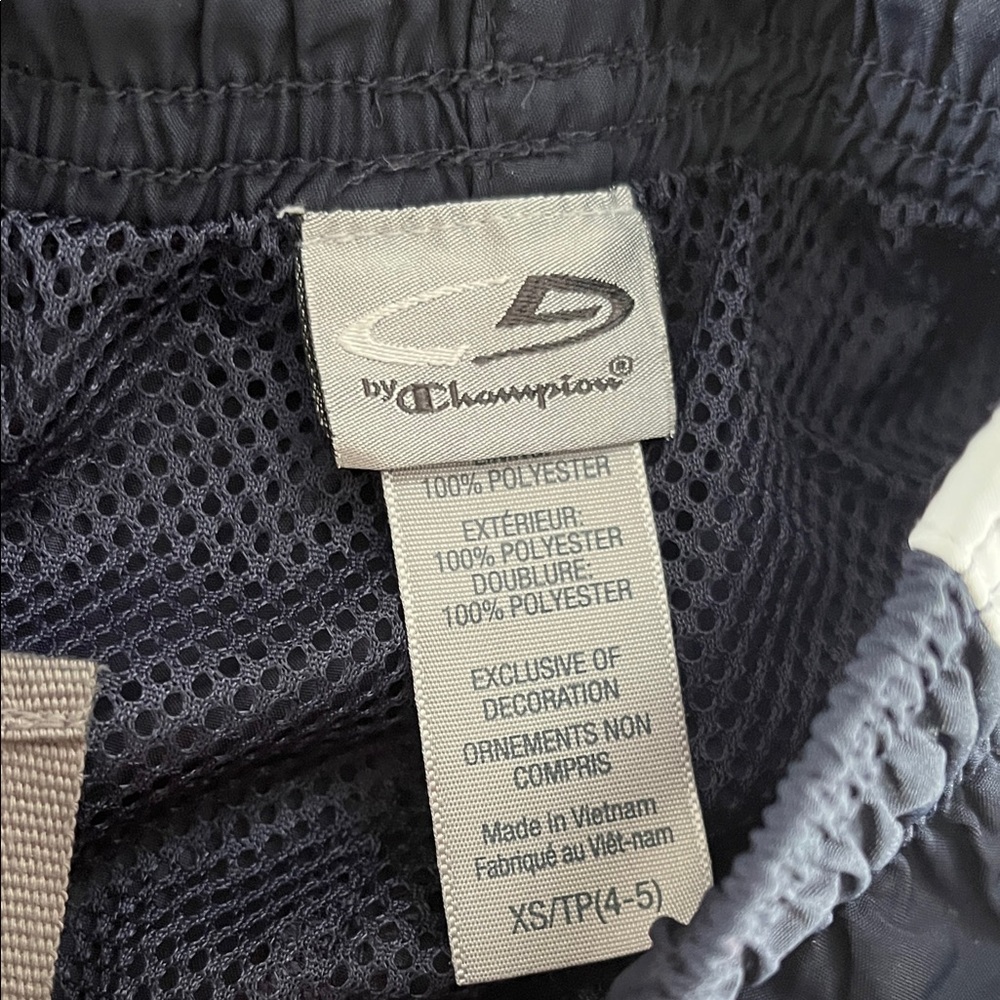 by Champion®
100% POLYESTER
EXTÉRIEUR:
100% POLYESTER
DOUBLURE:
100% POLYESTER
EXCLUSIVE OF
DECORATION
ORNEMENTS NON
COMPRIS
Made In Vietnam
Fabriqué au Viêt-nam
XS/TP(4-5)